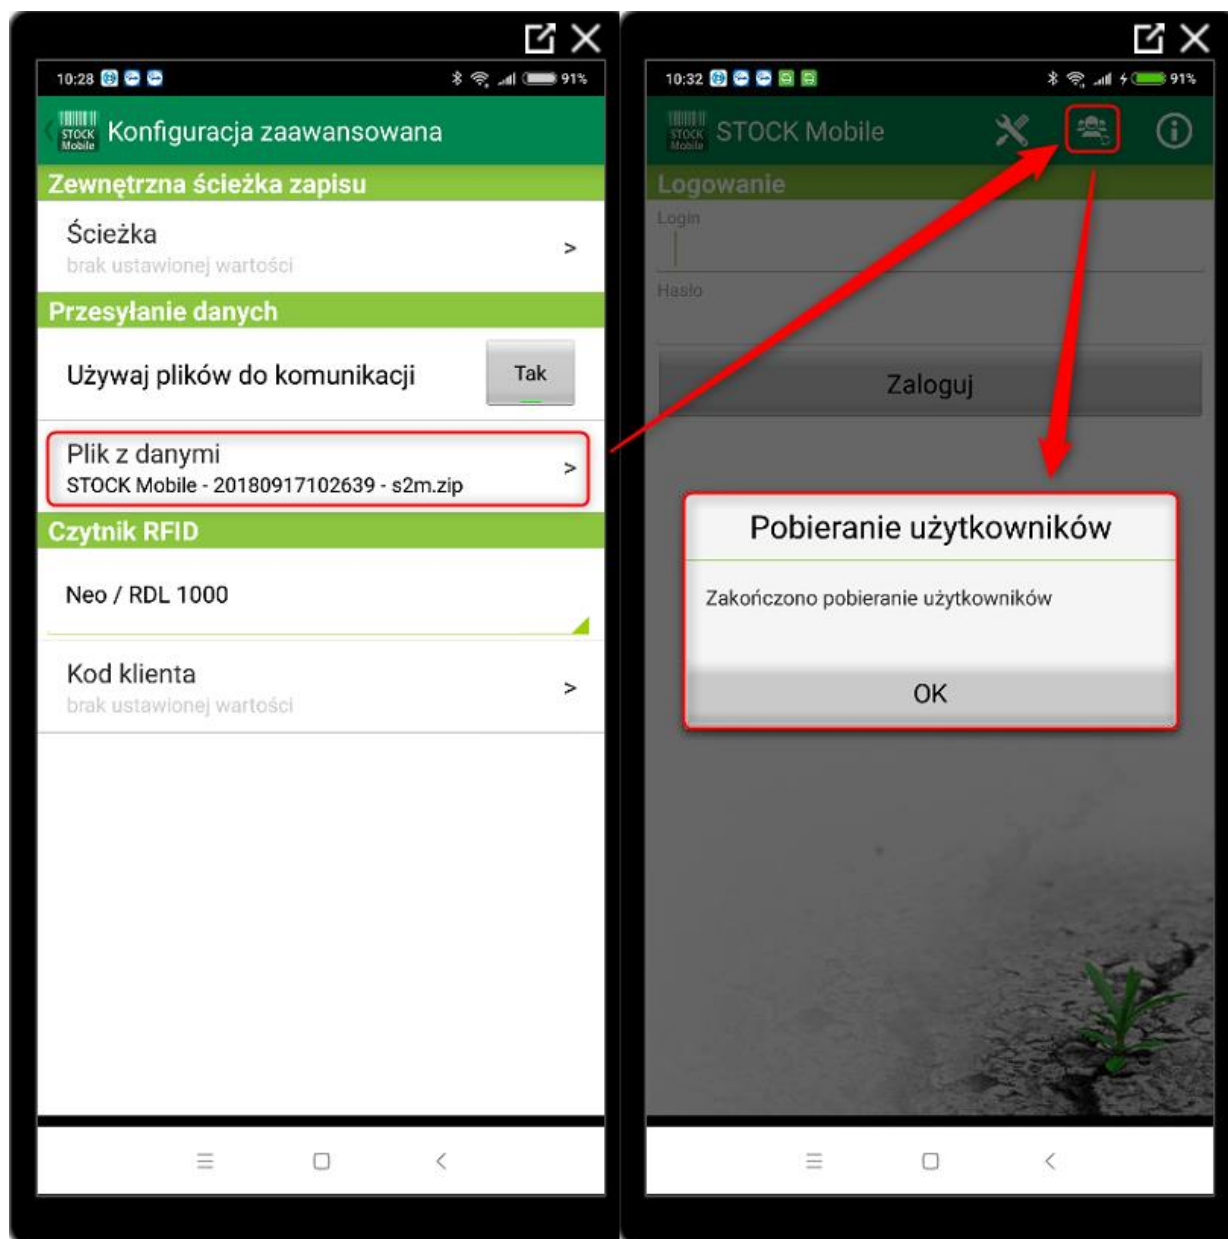 10:28
91%
STOCK
Mobile
Konfiguracja zaawansowana
Zewnętrzna ścieżka zapisu
Ścieżka
brak ustawionej wartości
>
Przesyłanie danych
Używaj plików do komunikacji
Tak
Plik z danymi
STOCK Mobile - 20180917102639 - s2m.zip
>
Czytnik RFID
Neo / RDL 1000
Kod klienta
brak ustawionej wartości
>
10:32
91%
STOCK
Mobile
STOCK Mobile
Logowanie
Login
Hasło
Zaloguj
Pobieranie użytkowników
Zakończono pobieranie użytkowników
OK